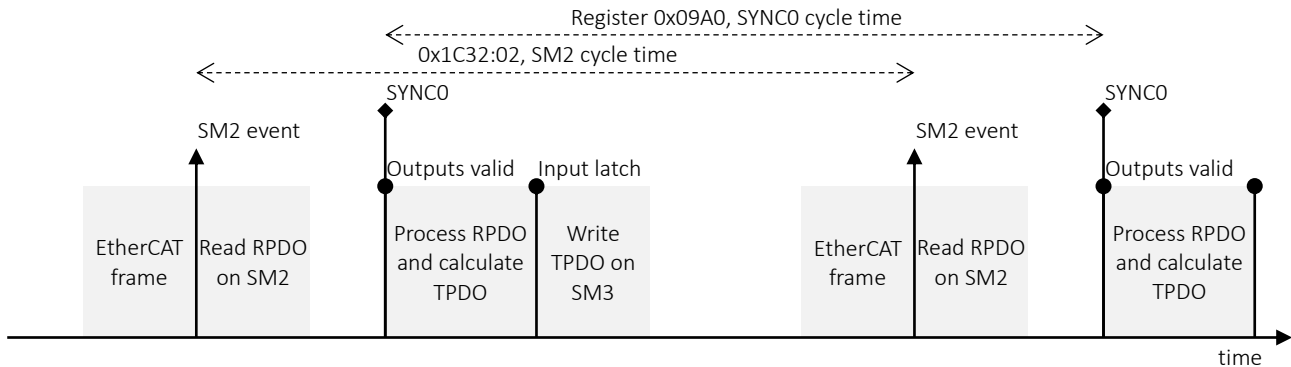 Register 0x09A0, SYNC0 cycle time
0x1C32:02, SM2 cycle time
SYNC0
SYNC0
SM2 event
SM2 event
Outputs valid
Input latch
Outputs valid
EtherCAT
frame
Read RPDO
on SM2
Process RPDO
and calculate
TPDO
Write
TPDO on
SM3
EtherCAT
frame
Read RPDO
on SM2
Process RPDO
and calculate
TPDO
time